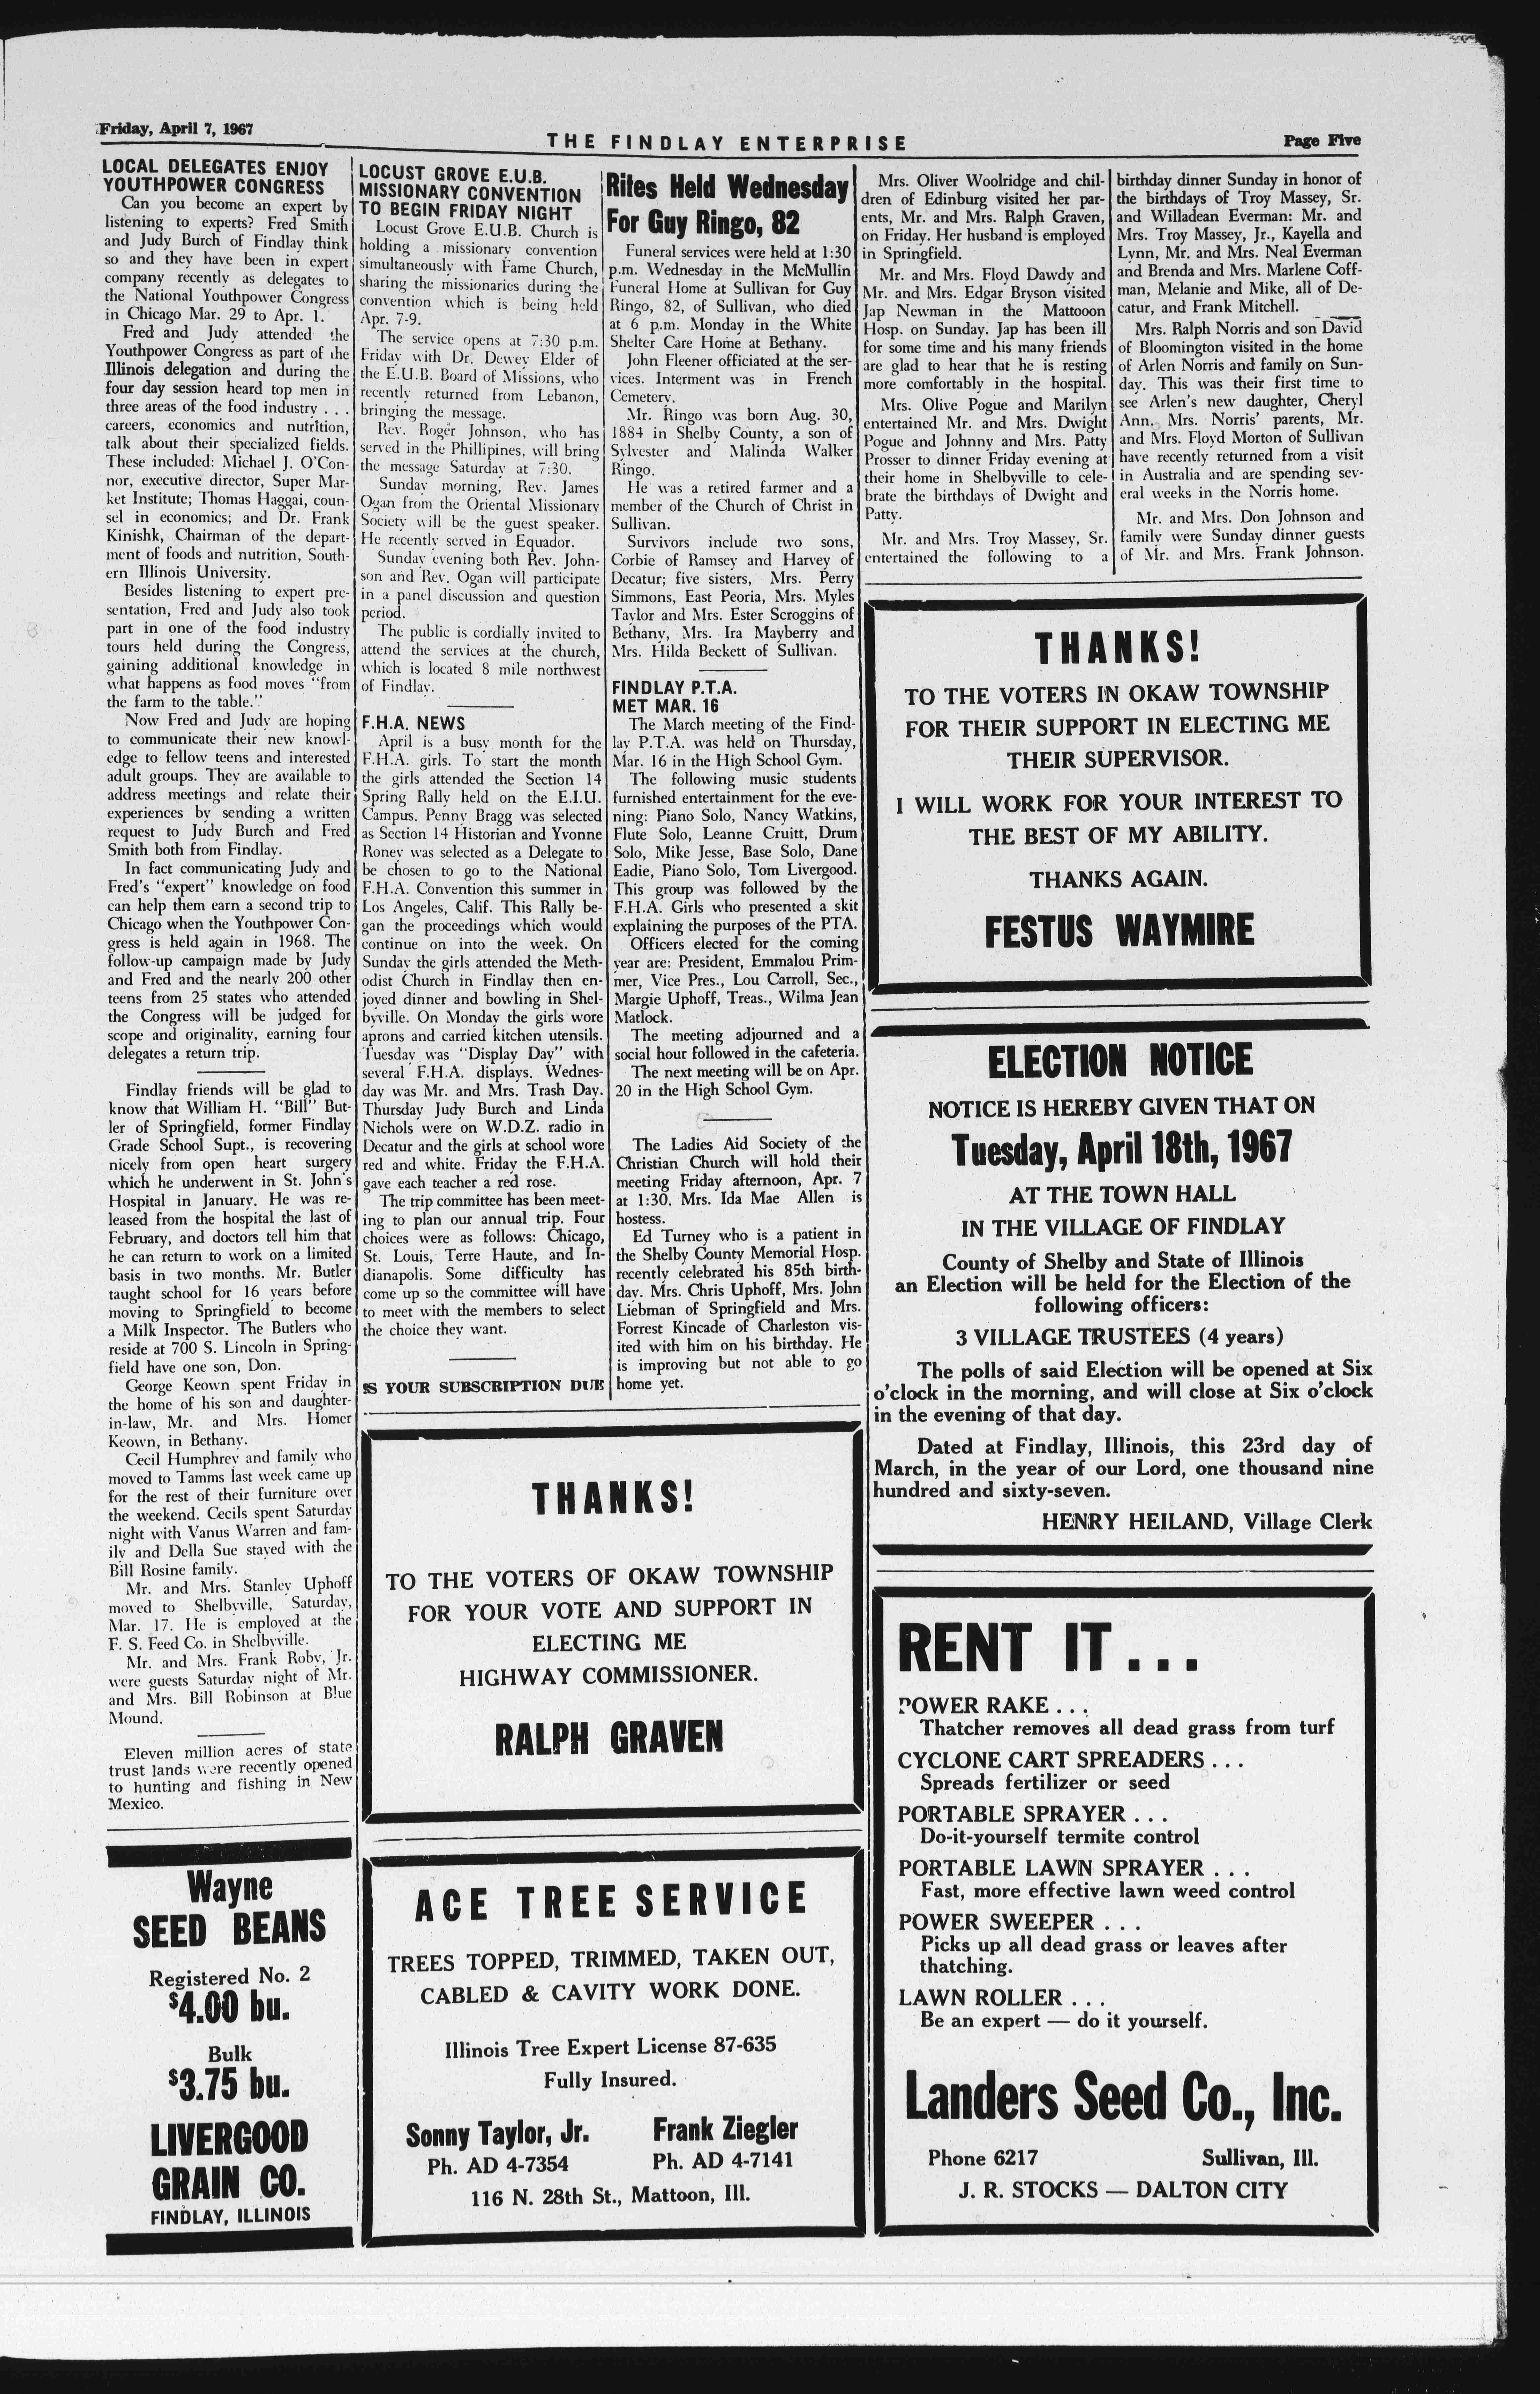 Friday, April 7, 1967
THE FINDLAY ENTERPRISE
Page Five
LOCAL DELEGATES ENJOY
YOUTHPOWER CONGRESS
Can you become an expert by
listening to experts? Fred Smith
and Judy Burch of Findlay think
so and they have been in expert
company recently as delegates to
the National Youthpower Congress
in Chicago Mar. 29 to Apr. 1.
Fred and Judy attended the
Youthpower Congress as part of the
Illinois delegation and during the
four day session heard top men in
three areas of the food industry . . .
careers, economics and nutrition,
talk about their specialized fields.
These included: Michael J. O'Con-
nor, executive director, Super Mar-
ket Institute; Thomas Haggai, coun-
sel in economics; and Dr. Frank
Kinishk, Chairman of the depart-
ment of foods and nutrition, South-
ern Illinois University.
Besides listening to expert pre-
sentation, Fred and Judy also took
part in one of the food industry
tours held during the Congress,
gaining additional knowledge in
what happens as food moves "from
the farm to the table."
Now Fred and Judy are hoping
to communicate their new knowl-
edge to fellow teens and interested
adult groups. They are available to
address meetings and relate their
experiences by sending a written
request to Judy Burch and Fred
Smith both from Findlay.
In fact communicating Judy and
Fred's "expert" knowledge on food
can help them earn a second trip to
Chicago when the Youthpower Con-
gress is held again in 1968. The
follow-up campaign made by Judy
and Fred and the nearly 200 other
teens from 25 states who attended
the Congress will be judged for
scope and originality, earning four
delegates a return trip.
Findlay friends will be glad to
know that William H. "Bill" But-
ler of Springfield, former Findlay
Grade School Supt., is recovering
nicely from open heart surgery
which he underwent in St. John's
Hospital in January. He was re-
leased from the hospital the last of
February, and doctors tell him that
he can return to work on a limited
basis in two months. Mr. Butler
taught school for 16 years before
moving to Springfield to become
a Milk Inspector. The Butlers who
reside at 700 S. Lincoln in Spring-
field have one son, Don.
George Keown spent Friday in
the home of his son and daughter-
in-law, Mr. and Mrs. Homer
Keown, in Bethany.
Cecil Humphrey and family who
moved to Tamms last week came up
for the rest of their furniture over
the weekend. Cecils spent Saturday
night with Vanus Warren and fam-
ily and Della Sue stayed with the
Bill Rosine family.
Mr. and Mrs. Stanley Uphoff
moved to Shelbyville, Saturday,
Mar. 17. He is employed at the
F. S. Feed Co. in Shelbyville.
Mr. and Mrs. Frank Roby, Jr.
were guests Saturday night of Mr.
and Mrs. Bill Robinson at Blue
Mound.
Eleven million acres of state
trust lands were recently opened
to hunting and fishing in New
Mexico.
Wayne
SEED BEANS
Registered No. 2
$4.00 bu.
Bulk
$3.75 bu.
LIVERGOOD
GRAIN CO.
FINDLAY, ILLINOIS
LOCUST GROVE E.U.B.
MISSIONARY CONVENTION
TO BEGIN FRIDAY NIGHT
Locust Grove E.U.B. Church is
holding a missionary convention
simultaneously with Fame Church,
sharing the missionaries during the
convention which is being held
Apr. 7-9.
The service opens at 7:30 p.m.
Friday with Dr. Dewey Elder of
the E.U.B. Board of Missions, who
recently returned from Lebanon,
bringing the message.
Rev. Roger Johnson, who has
served in the Phillipines, will bring
the message Saturday at 7:30.
Sunday morning, Rev. James
Ogan from the Oriental Missionary
Society will be the guest speaker.
He recently served in Equador.
Sunday evening both Rev. John-
son and Rev. Ogan will participate
in a panel discussion and question
period.
The public is cordially invited to
attend the services at the church,
which is located 8 mile northwest
of Findlay.
F.H.A. NEWS
April is a busy month for the
F.H.A. girls. To start the month
the girls attended the Section 14
Spring Rally held on the E.I.U.
Campus. Penny Bragg was selected
as Section 14 Historian and Yvonne
Roney was selected as a Delegate to
be chosen to go to the National
F.H.A. Convention this summer in
Los Angeles, Calif. This Rally be-
gan the proceedings which would
continue on into the week. On
Sunday the girls attended the Meth-
odist Church in Findlay then en-
joyed dinner and bowling in Shel-
byville. On Monday the girls wore
aprons and carried kitchen utensils.
Tuesday was "Display Day" with
several F.H.A. displays. Wednes-
day was Mr. and Mrs. Trash Day.
Thursday Judy Burch and Linda
Nichols were on W.D.Z. radio in
Decatur and the girls at school wore
red and white. Friday the F.H.A.
gave each teacher a red rose.
The trip committee has been meet-
ing to plan our annual trip. Four
choices were as follows: Chicago,
St. Louis, Terre Haute, and In-
dianapolis. Some difficulty has
come up so the committee will have
to meet with the members to select
the choice they want.
YOUR SUBSCRIPTION DUE
Rites Held Wednesday
For Guy Ringo, 82
Funeral services were held at 1:30
p.m. Wednesday in the McMullin
Funeral Home at Sullivan for Guy
Ringo, 82, of Sullivan, who died
at 6 p.m. Monday in the White
Shelter Care Home at Bethany.
John Fleener officiated at the ser-
vices. Interment was in French
Cemetery.
Mr. Ringo was born Aug. 30,
1884 in Shelby County, a son of
Sylvester and Malinda Walker
Ringo.
He was a retired farmer and a
member of the Church of Christ in
Sullivan.
Survivors include two sons,
Corbie of Ramsey and Harvey of
Decatur; five sisters, Mrs. Perry
Simmons, East Peoria, Mrs. Myles
Taylor and Mrs. Ester Scroggins of
Bethany, Mrs. Ira Mayberry and
Mrs. Hilda Beckett of Sullivan.
FINDLAY P.T.A.
MET MAR. 16
The March meeting of the Find-
lay P.T.A. was held on Thursday,
Mar. 16 in the High School Gym.
The following music students
furnished entertainment for the eve-
ning: Piano Solo, Nancy Watkins,
Flute Solo, Leanne Cruitt, Drum
Solo, Mike Jesse, Base Solo, Dane
Eadie, Piano Solo, Tom Livergood.
This group was followed by the
F.H.A. Girls who presented a skit
explaining the purposes of the PTA.
Officers elected for the coming
year are: President, Emmalou Prim-
mer, Vice Pres., Lou Carroll, Sec.,
Margie Uphoff, Treas., Wilma Jean
Matlock.
The meeting adjourned and a
social hour followed in the cafeteria.
The next meeting will be on Apr.
20 in the High School Gym.
The Ladies Aid Society of the
Christian Church will hold their
meeting Friday afternoon, Apr. 7
at 1:30. Mrs. Ida Mae Allen is
hostess.
Ed Turney who is a patient in
the Shelby County Memorial Hosp.
recently celebrated his 85th birth-
day. Mrs. Chris Uphoff, Mrs. John
Liebman of Springfield and Mrs.
Forrest Kincade of Charleston vis-
ited with him on his birthday. He
is improving but not able to go
home yet.
THANKS!
TO THE VOTERS OF OKAW TOWNSHIP
FOR YOUR VOTE AND SUPPORT IN
ELECTING ME
HIGHWAY COMMISSIONER.
RALPH GRAVEN
ACE TREE SERVICE
TREES TOPPED, TRIMMED, TAKEN OUT,
CABLED & CAVITY WORK DONE.
Illinois Tree Expert License 87-635
Fully Insured.
Sonny Taylor, Jr. Frank Ziegler
Ph. AD 4-7354 Ph. AD 4-7141
116 N. 28th St., Mattoon, Ill.
Mrs. Oliver Woolridge and chil-
dren of Edinburg visited her par-
ents, Mr. and Mrs. Ralph Graven,
on Friday. Her husband is employed
in Springfield.
Mr. and Mrs. Floyd Dawdy and
Mr. and Mrs. Edgar Bryson visited
Jap Newman in the Mattooon
Hosp. on Sunday. Jap has been ill
for some time and his many friends
are glad to hear that he is resting
more comfortably in the hospital.
Mrs. Olive Pogue and Marilyn
entertained Mr. and Mrs. Dwight
Pogue and Johnny and Mrs. Patty
Prosser to dinner Friday evening at
their home in Shelbyville to cele-
brate the birthdays of Dwight and
Patty.
Mr. and Mrs. Troy Massey, Sr.
entertained the following to a
birthday dinner Sunday in honor of
the birthdays of Troy Massey, Sr.
and Willadean Everman: Mr. and
Mrs. Troy Massey, Jr., Kayella and
Lynn, Mr. and Mrs. Neal Everman
and Brenda and Mrs. Marlene Coff-
man, Melanie and Mike, all of De-
catur, and Frank Mitchell.
Mrs. Ralph Norris and son David
of Bloomington visited in the home
of Arlen Norris and family on Sun-
day. This was their first time to
see Arlen's new daughter, Cheryl
Ann. Mrs. Norris' parents, Mr.
and Mrs. Floyd Morton of Sullivan
have recently returned from a visit
in Australia and are spending sev-
eral weeks in the Norris home.
Mr. and Mrs. Don Johnson and
family were Sunday dinner guests
of Mr. and Mrs. Frank Johnson.
THANKS!
TO THE VOTERS IN OKAW TOWNSHIP
FOR THEIR SUPPORT IN ELECTING ME
THEIR SUPERVISOR.
I WILL WORK FOR YOUR INTEREST TO
THE BEST OF MY ABILITY.
THANKS AGAIN.
FESTUS WAYMIRE
ELECTION NOTICE
NOTICE IS HEREBY GIVEN THAT ON
Tuesday, April 18th, 1967
AT THE TOWN HALL
IN THE VILLAGE OF FINDLAY
County of Shelby and State of Illinois
an Election will be held for the Election of the
following officers:
3 VILLAGE TRUSTEES (4 years)
The polls of said Election will be opened at Six
o'clock in the morning, and will close at Six o'clock
in the evening of that day.
Dated at Findlay, Illinois, this 23rd day of
March, in the year of our Lord, one thousand nine
hundred and sixty-seven.
HENRY HEILAND, Village Clerk
RENT IT . . .
POWER RAKE . . .
Thatcher removes all dead grass from turf
CYCLONE CART SPREADERS . . .
Spreads fertilizer or seed
PORTABLE SPRAYER . . .
Do-it-yourself termite control
PORTABLE LAWN SPRAYER . . .
Fast, more effective lawn weed control
POWER SWEEPER . . .
Picks up all dead grass or leaves after
thatching.
LAWN ROLLER . . .
Be an expert — do it yourself.
Landers Seed Co., Inc.
Phone 6217 Sullivan, Ill.
J. R. STOCKS — DALTON CITY